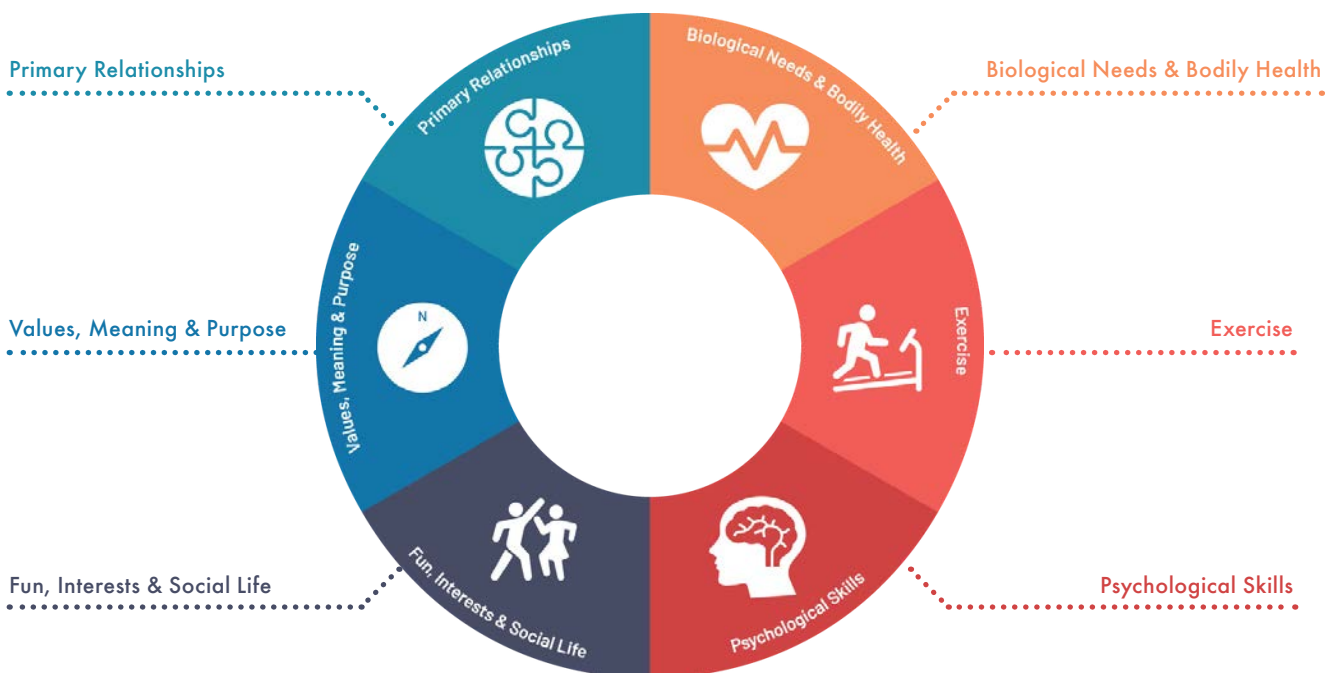 Primary Relationships
Biological Needs & Bodily Health
Primary Relationships
Biological Needs & Bodily Health
Values, Meaning & Purpose
Values, Meaning & Purpose
N
Exercise
Exercise
Fun, Interests & Social Life
Fun, Interests & Social Life
Psychological Skills
Psychological Skills